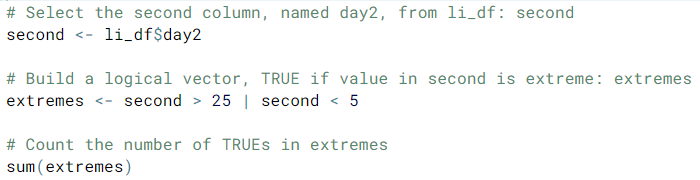 # Select the second column, named day2, from li_df: second
second <- li_df$day2
# Build a logical vector, TRUE if value in second is extreme: extremes
extremes <- second > 25 | second < 5
# Count the number of TRUEs in extremes
sum(extremes)